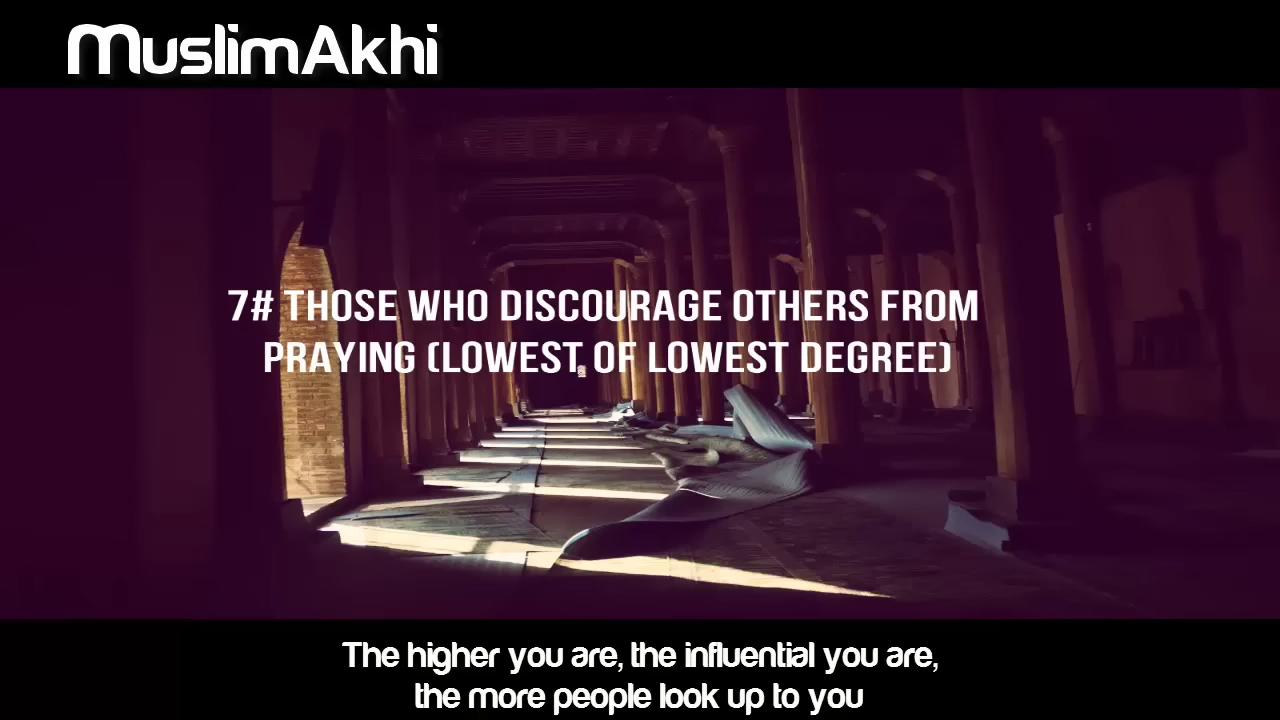 MuslimAkhi
7# THOSE WHO DISCOURAGE OTHERS FROM
PRAYING (LOWEST OF LOWEST DEGREE)
The higher you are, the influential you are,
the more people look up to you